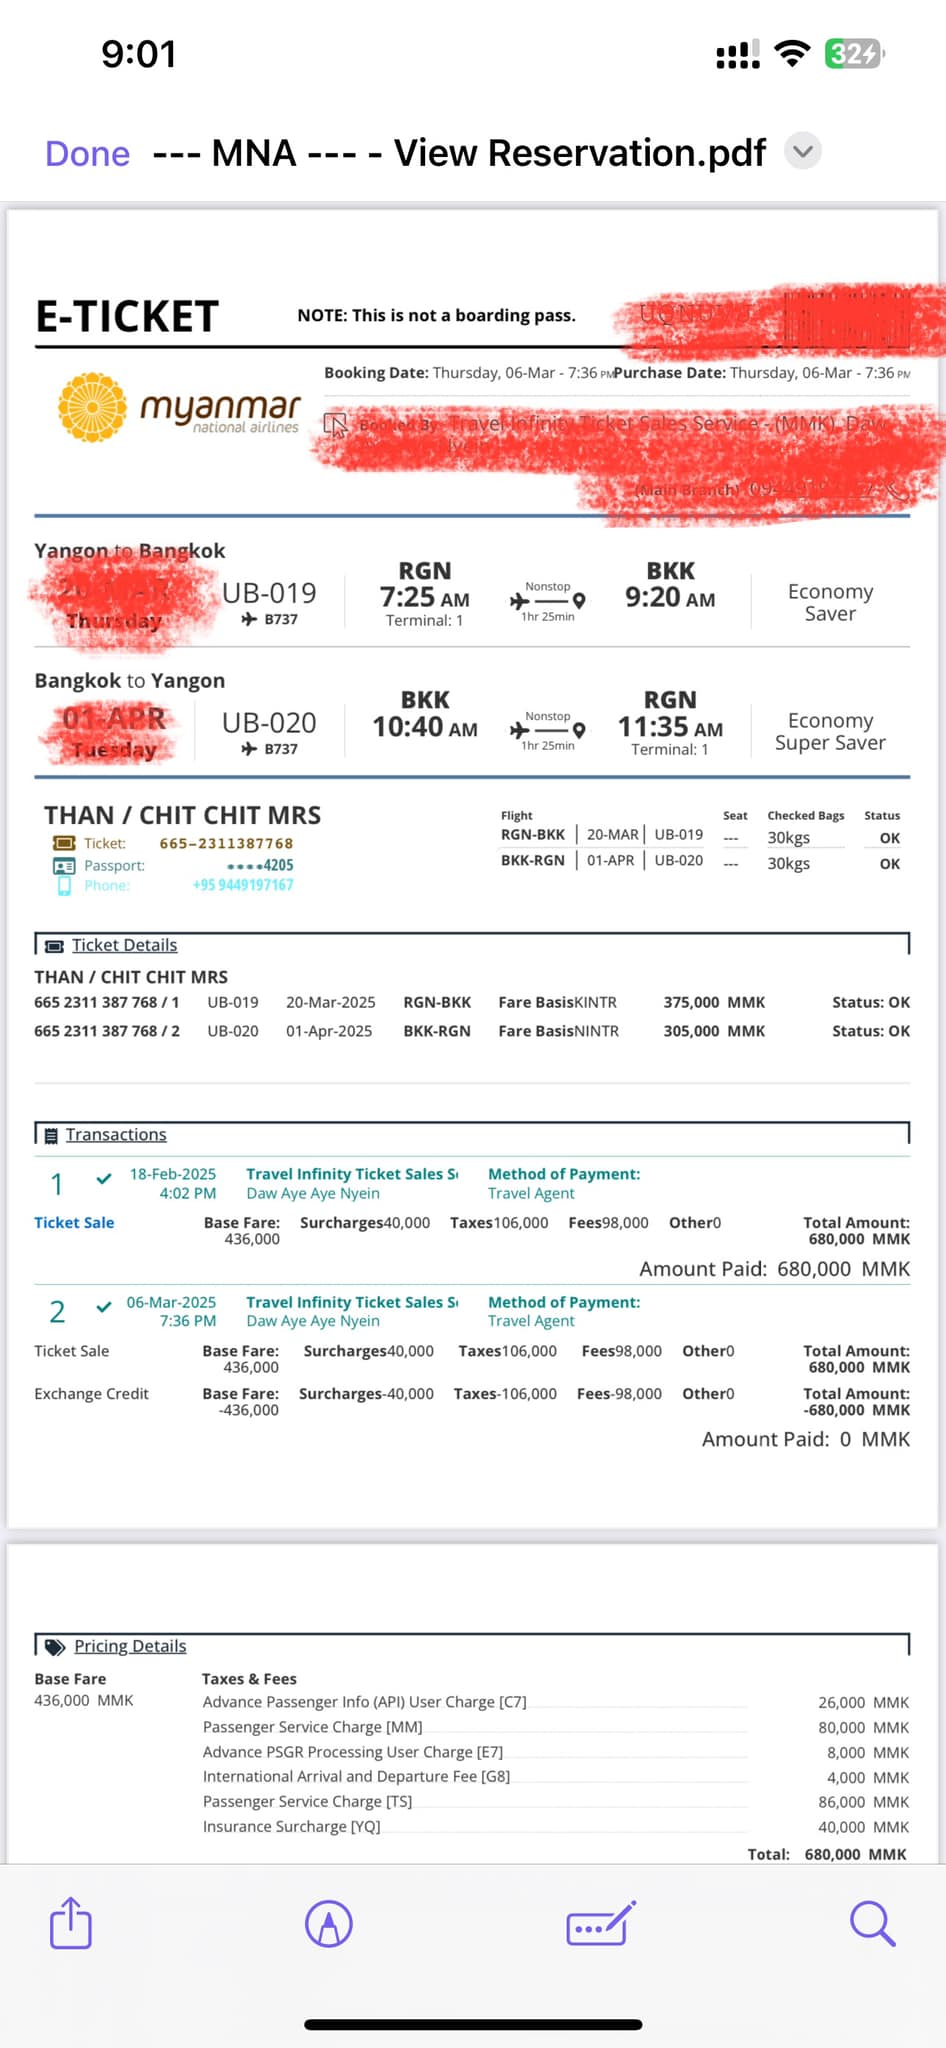 9:01
32
Done --- MNA --- - View Reservation.pdf
E-TICKET
NOTE: This is not a boarding pass.
Booking Date: Thursday, 06-Mar - 7:36 PM Purchase Date: Thursday, 06-Mar - 7:36 PM
myanmar
national airlines
Booked By Travel Infinity Ticket Sales Service - (MMK), Daw
(Main Branch)
Yangon to Bangkok
Thursday
UB-019
B737
RGN
7:25 AM
Terminal: 1
Nonstop
1hr 25min
BKK
9:20 AM
Economy
Saver
Bangkok to Yangon
01-APR
Tuesday
UB-020
B737
BKK
10:40 AM
Nonstop
1hr 25min
RGN
11:35 AM
Terminal: 1
Economy
Super Saver
THAN / CHIT CHIT MRS
Ticket: 665-2311387768
Passport: ••••4205
Phone: +95 9449197167
Flight Seat Checked Bags Status
RGN-BKK | 20-MAR | UB-019 --- 30kgs OK
BKK-RGN | 01-APR | UB-020 --- 30kgs OK
Ticket Details
THAN / CHIT CHIT MRS
665 2311 387 768 / 1 UB-019 20-Mar-2025 RGN-BKK Fare BasisKINTR 375,000 MMK Status: OK
665 2311 387 768 / 2 UB-020 01-Apr-2025 BKK-RGN Fare BasisNINTR 305,000 MMK Status: OK
Transactions
1 18-Feb-2025 Travel Infinity Ticket Sales Method of Payment:
4:02 PM Daw Aye Aye Nyein Travel Agent
Ticket Sale Base Fare: Surcharges40,000 Taxes106,000 Fees98,000 Other0 Total Amount:
436,000 680,000 MMK
Amount Paid: 680,000 MMK
2 06-Mar-2025 Travel Infinity Ticket Sales Method of Payment:
7:36 PM Daw Aye Aye Nyein Travel Agent
Ticket Sale Base Fare: Surcharges40,000 Taxes106,000 Fees98,000 Other0 Total Amount:
436,000 680,000 MMK
Exchange Credit Base Fare: Surcharges-40,000 Taxes-106,000 Fees-98,000 Other0 Total Amount:
-436,000 -680,000 MMK
Amount Paid: 0 MMK
Pricing Details
Base Fare Taxes & Fees
436,000 MMK Advance Passenger Info (API) User Charge [C7] 26,000 MMK
Passenger Service Charge [MM] 80,000 MMK
Advance PSGR Processing User Charge [E7] 8,000 MMK
International Arrival and Departure Fee [G8] 4,000 MMK
Passenger Service Charge [TS] 86,000 MMK
Insurance Surcharge [YQ] 40,000 MMK
Total: 680,000 MMK